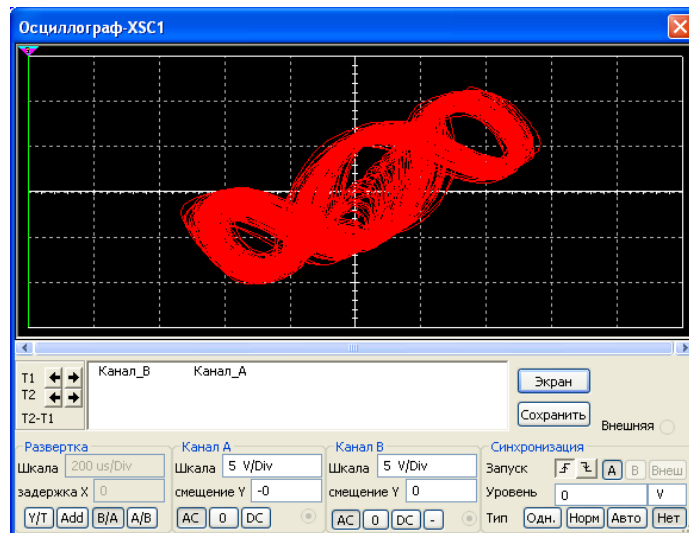 Осциллограф-XSC1
T1
T2
T2-T1
Канал_B Канал_A
Экран
Сохранить
Внешняя
Развертка
Шкала 200 us/Div
задержка X 0
Y/T Add B/A A/B
Канал A
Шкала 5 V/Div
смещение Y -0
AC 0 DC
Канал B
Шкала 5 V/Div
смещение Y 0
AC 0 DC -
Синхронизация
Запуск A B Внеш
Уровень 0 V
Тип Одн. Норм Авто Нет